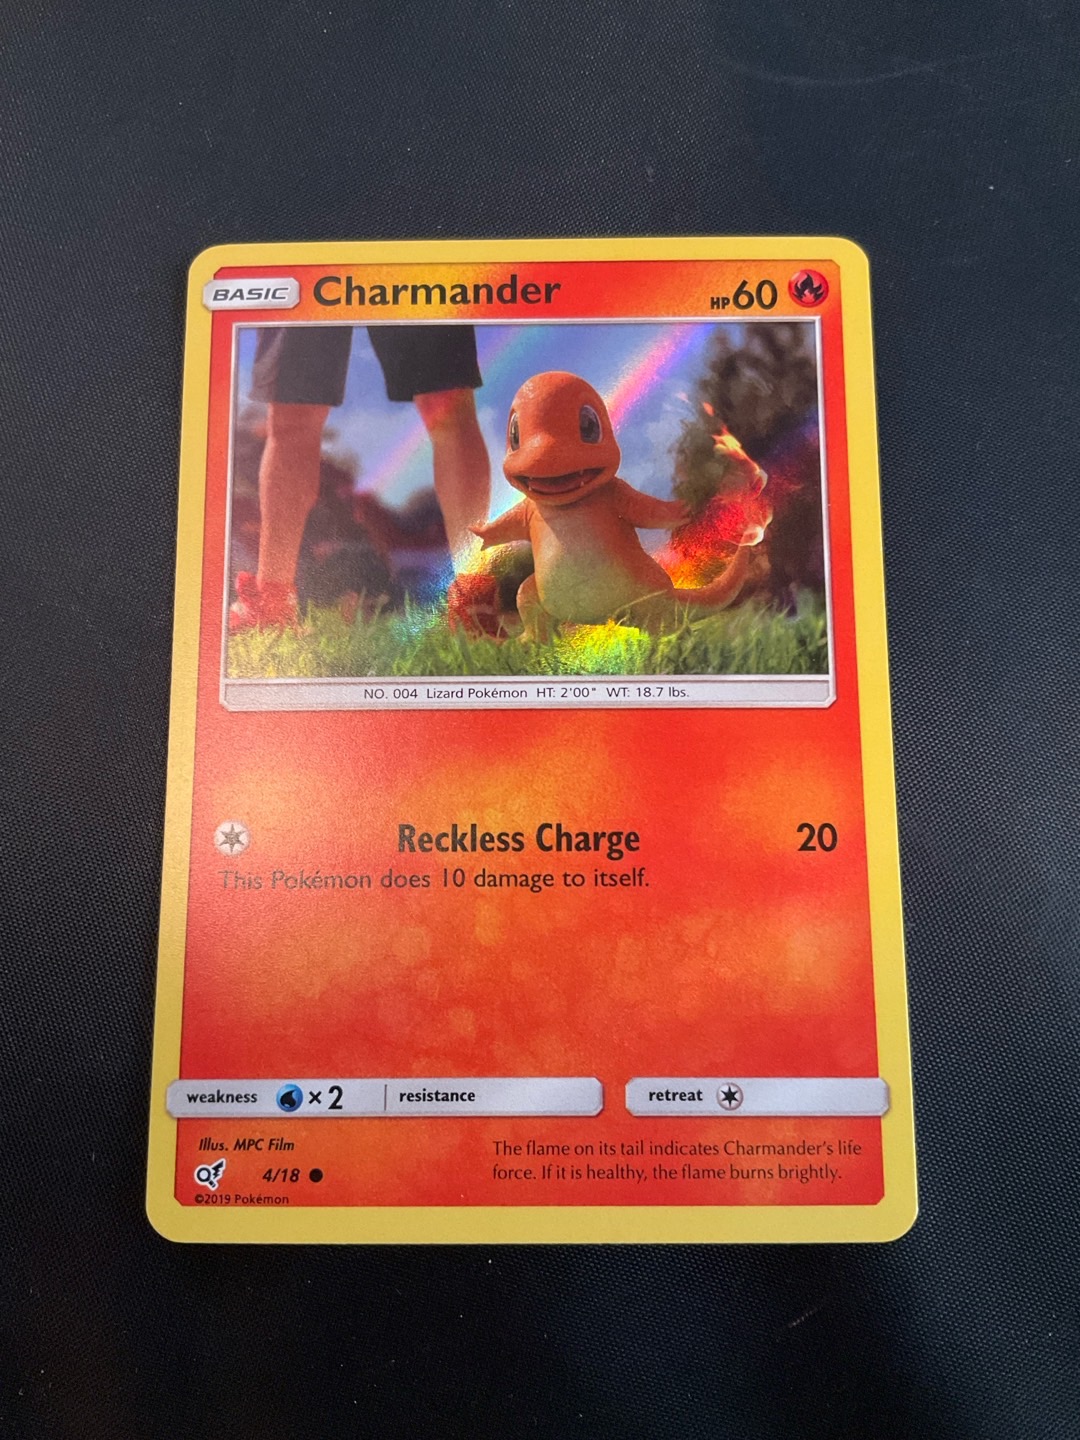 BASIC Charmander HP60
NO. 004 Lizard Pokémon HT: 2'00" WT: 18.7 lbs.
Reckless Charge 20
This Pokémon does 10 damage to itself.
weakness ×2 resistance retreat
Illus. MPC Film
4/18
©2019 Pokémon
The flame on its tail indicates Charmander's life
force. If it is healthy, the flame burns brightly.